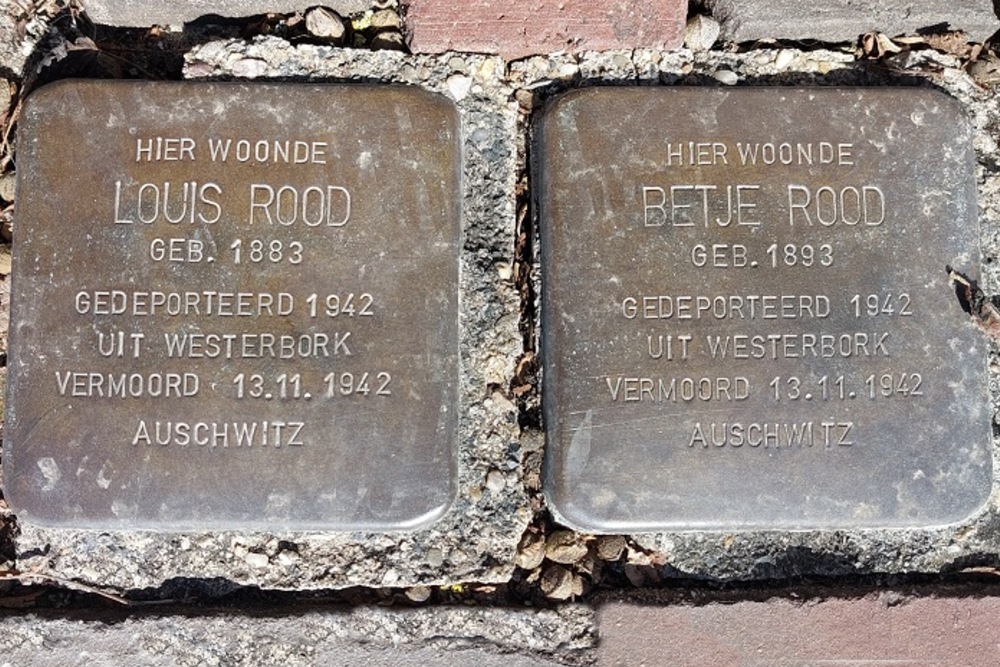 HIER WOONDE
LOUIS ROOD
GEB. 1883
GEDEPORTEERD 1942
UIT WESTERBORK
VERMOORD 13.11.1942
AUSCHWITZ
HIER WOONDE
BETJE ROOD
GEB. 1893
GEDEPORTEERD 1942
UIT WESTERBORK
VERMOORD 13.11.1942
AUSCHWITZ